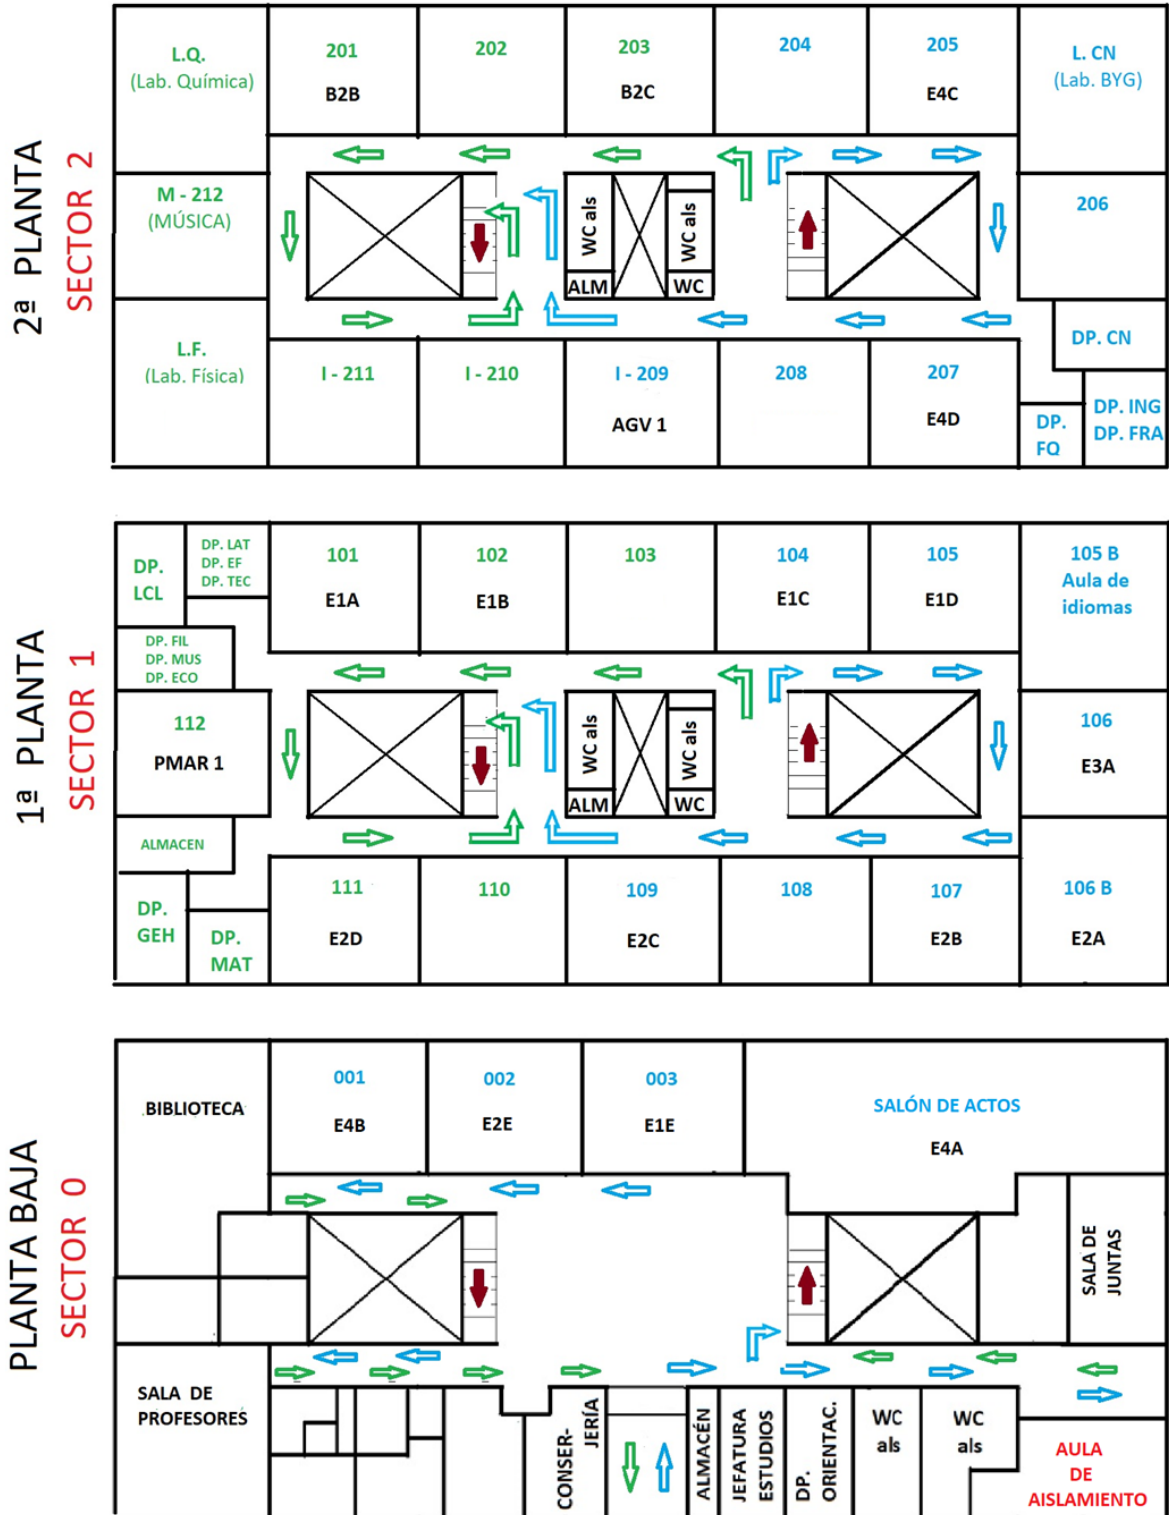 2ª PLANTA
SECTOR 2
L.Q.
(Lab. Química)
201
B2B
202
203
B2C
204
205
E4C
L. CN
(Lab. BYG)
M - 212
(MÚSICA)
WC als
ALM
WC als
WC
206
L.F.
(Lab. Física)
I - 211
I - 210
I - 209
AGV 1
208
207
E4D
DP. CN
DP.
FQ
DP. ING
DP. FRA
1ª PLANTA
SECTOR 1
DP.
LCL
DP. LAT
DP. EF
DP. TEC
DP. FIL
DP. MUS
DP. ECO
101
E1A
102
E1B
103
104
E1C
105
E1D
105 B
Aula de
idiomas
112
PMAR 1
WC als
ALM
WC als
WC
106
E3A
ALMACEN
DP.
GEH
DP.
MAT
111
E2D
110
109
E2C
108
107
E2B
106 B
E2A
PLANTA BAJA
SECTOR 0
BIBLIOTECA
001
E4B
002
E2E
003
E1E
SALÓN DE ACTOS
E4A
SALA DE
JUNTAS
SALA DE
PROFESORES
CONSER-
JERÍA
ALMACÉN
JEFATURA
ESTUDIOS
DP.
ORIENTAC.
WC
als
WC
als
AULA
DE
AISLAMIENTO